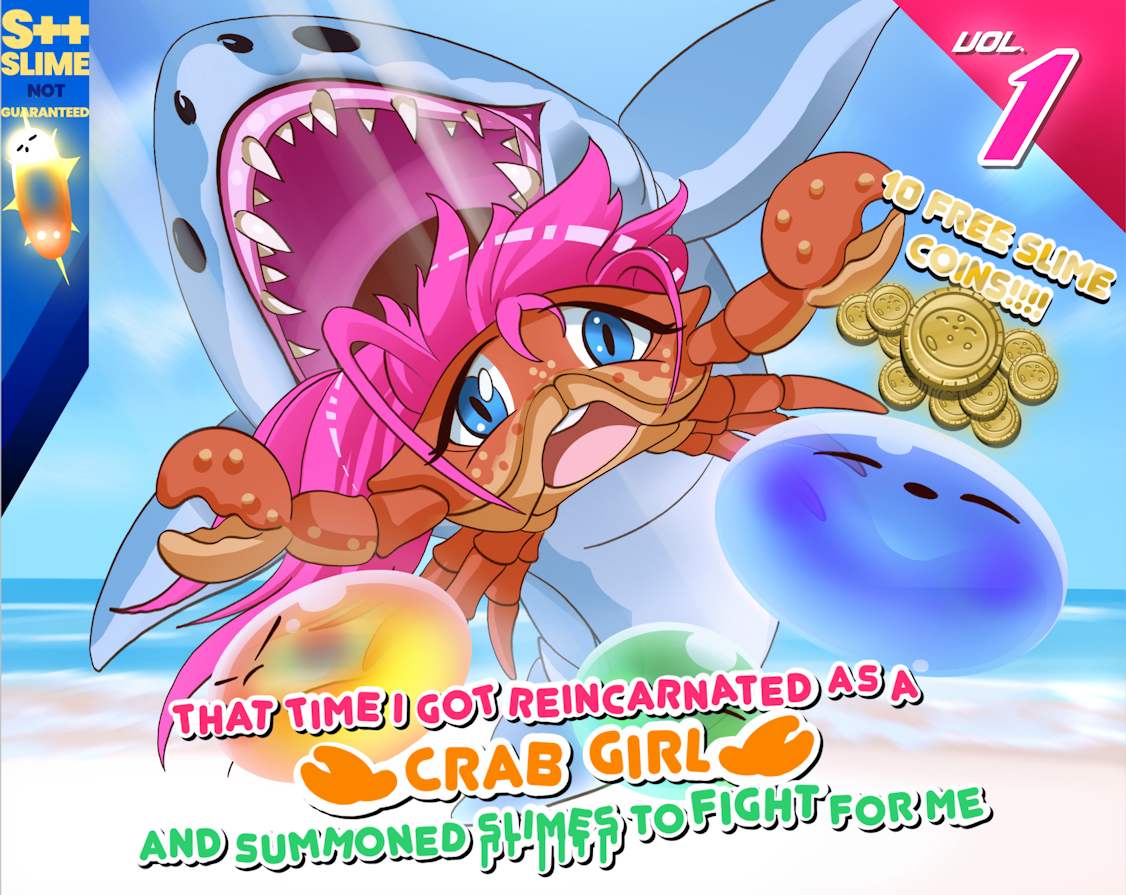 S++
SLIME
NOT
GUARANTEED
VOL.
1
10 FREE SLIME
COINS!!!!
THAT TIME I GOT REINCARNATED AS A
CRAB GIRL
AND SUMMONED SLIMES TO FIGHT FOR ME